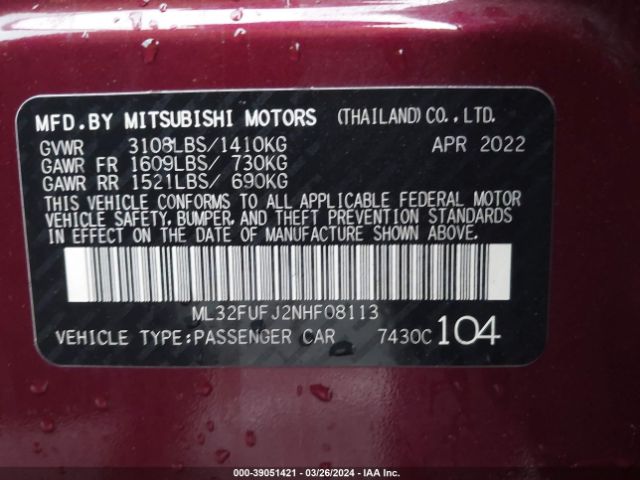 MFD.BY MITSUBISHI MOTORS (THAILAND)CO.,LTD.
GVWR 3108LBS/1410KG APR 2022
GAWR FR 1609LBS/ 730KG
GAWR RR 1521LBS/ 690KG
THIS VEHICLE CONFORMS TO ALL APPLICABLE FEDERAL MOTOR
VEHICLE SAFETY, BUMPER, AND THEFT PREVENTION STANDARDS
IN EFFECT ON THE DATE OF MANUFACTURE SHOWN ABOVE.
ML32FUFJ2NHF08113
VEHICLE TYPE:PASSENGER CAR 7430C 104
000-39051421 - 03/26/2024 - IAA Inc.